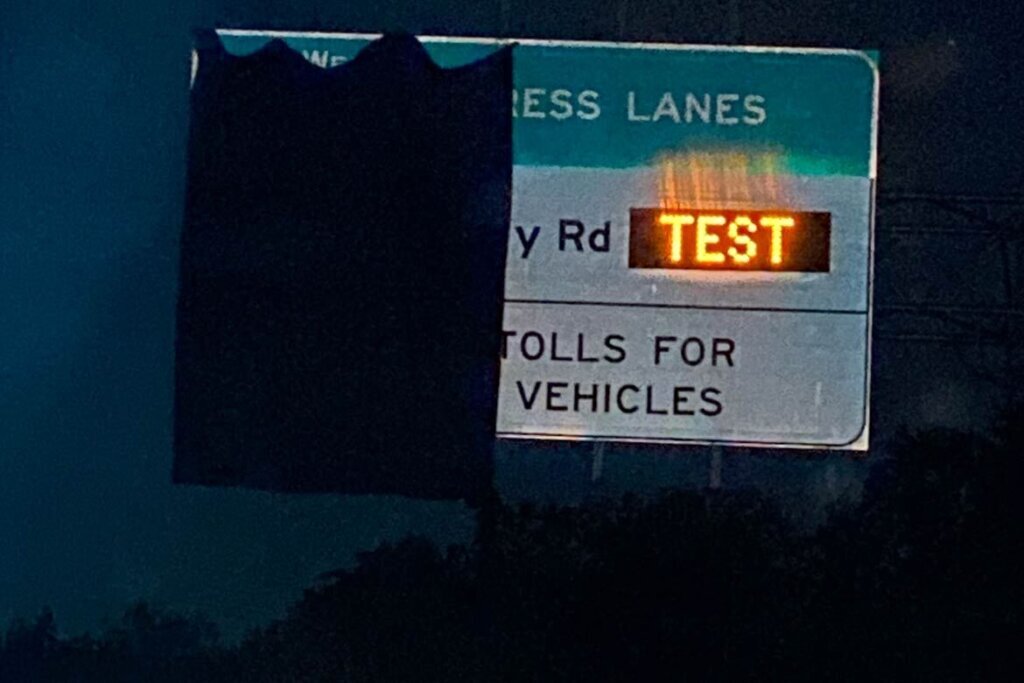 RESS LANES
y Rd TEST
TOLLS FOR
VEHICLES